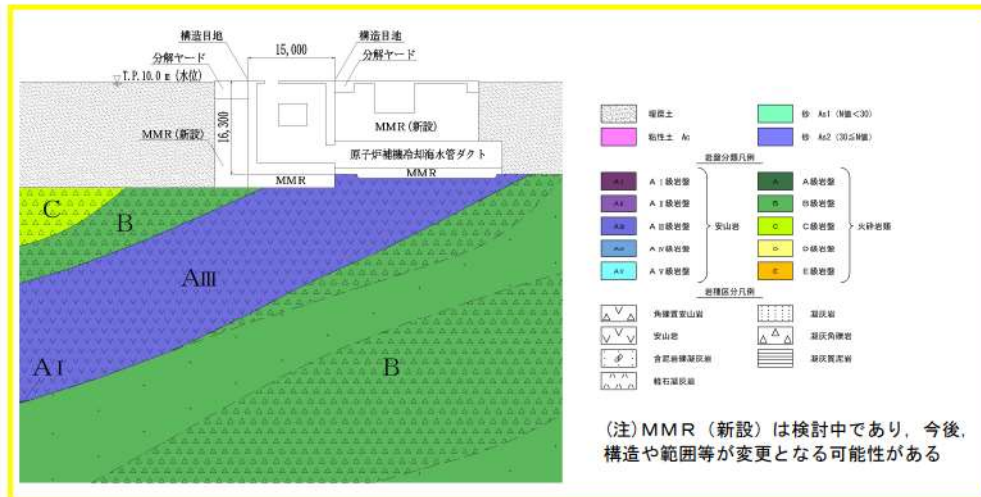 構造目地
構造目地
15,000
分解ヤード
分解ヤード
T.P.10.0 m (水位)
MMR(新設)
16,300
MMR(新設)
原子炉補機冷却海水管ダクト
MMR
MMR
C
B
AⅢ
AⅠ
B
埋戻土
砂 As1 (N値<30)
粘性土 Ac
砂 As2 (30≦N値)
岩盤分類凡例
AⅠ級岩盤
AⅡ級岩盤
AⅢ級岩盤
AⅣ級岩盤
AⅤ級岩盤
安山岩
A A級岩盤
B B級岩盤
C C級岩盤
D級岩盤
E E級岩盤
火砕岩類
岩種区分凡例
角礫質安山岩
凝灰岩
安山岩
凝灰角礫岩
含泥岩礫凝灰岩
凝灰質泥岩
軽石凝灰岩
(注)MMR(新設)は検討中であり,今後,
構造や範囲等が変更となる可能性がある